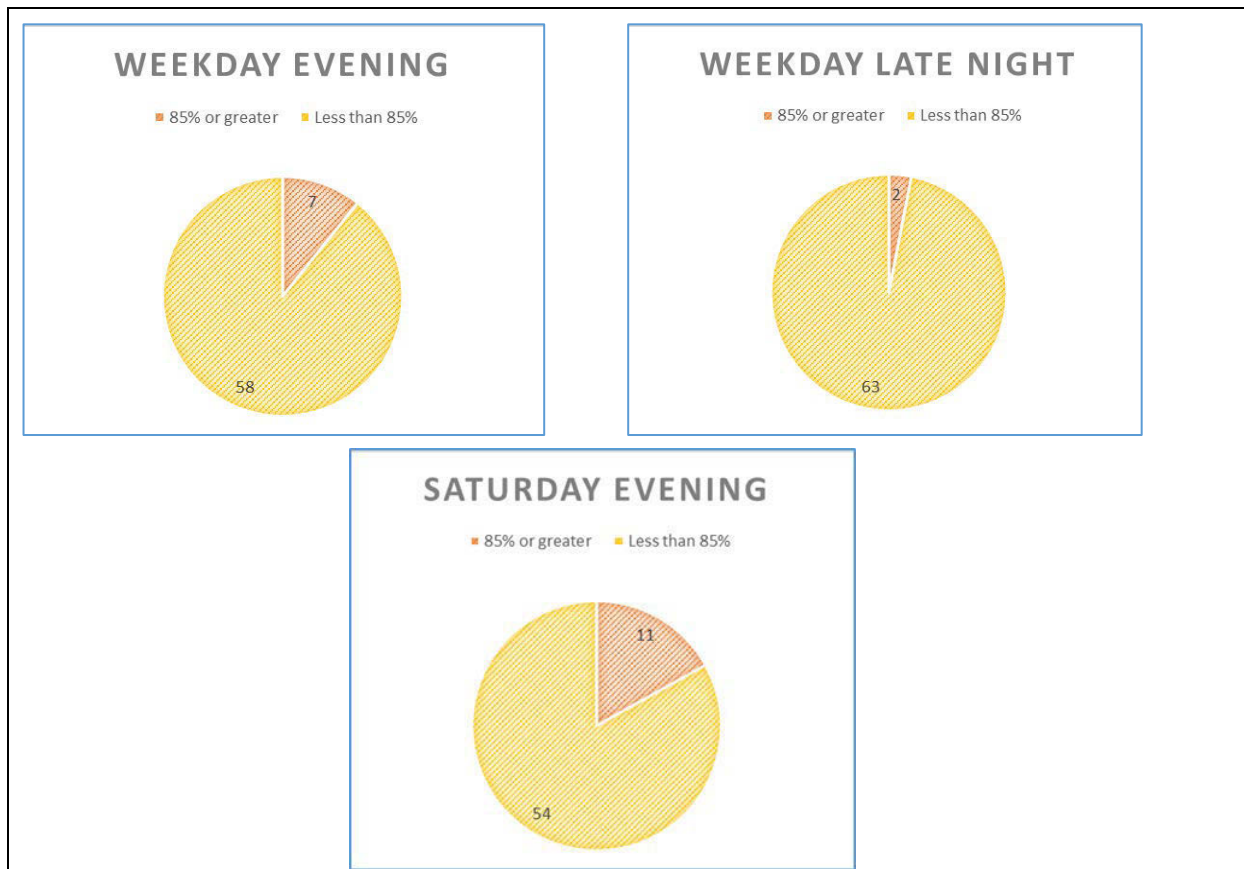 WEEKDAY EVENING
85% or greater Less than 85%
7
58
WEEKDAY LATE NIGHT
85% or greater Less than 85%
2
63
SATURDAY EVENING
85% or greater Less than 85%
11
54